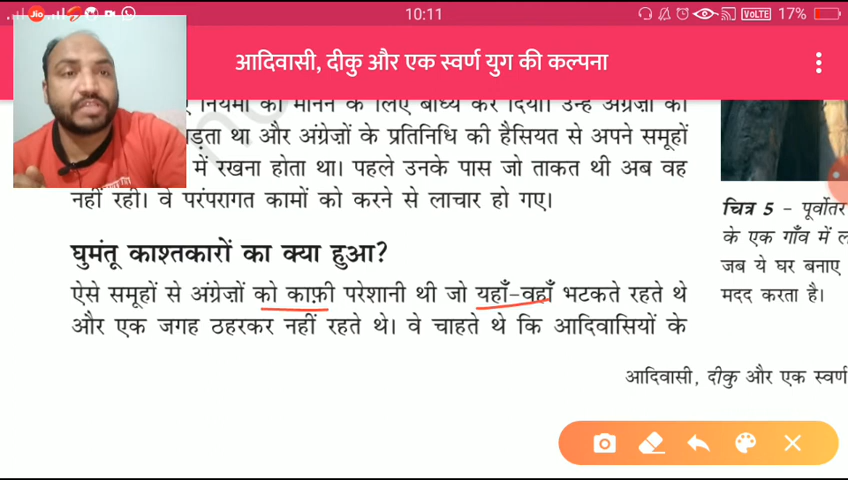 Jio
10:11
VoLTE 17%
आदिवासी, दीकु और एक स्वर्ण युग की कल्पना
नियमों को मानने के लिए बाध्य कर दिया। उन्हें अंग्रेज़ों को
पड़ता था और अंग्रेज़ों के प्रतिनिधि की हैसियत से अपने समूहों
में रखना होता था। पहले उनके पास जो ताकत थी अब वह
नहीं रही। वे परंपरागत कामों को करने से लाचार हो गए।
घुमंतू काश्तकारों का क्या हुआ?
ऐसे समूहों से अंग्रेज़ों को काफ़ी परेशानी थी जो यहाँ-वहाँ भटकते रहते थे
और एक जगह ठहरकर नहीं रहते थे। वे चाहते थे कि आदिवासियों के
चित्र 5 – पूर्वोतर
के एक गाँव में ल
जब ये घर बनाए
मदद करता है।
आदिवासी, दीकु और एक स्वर्ण